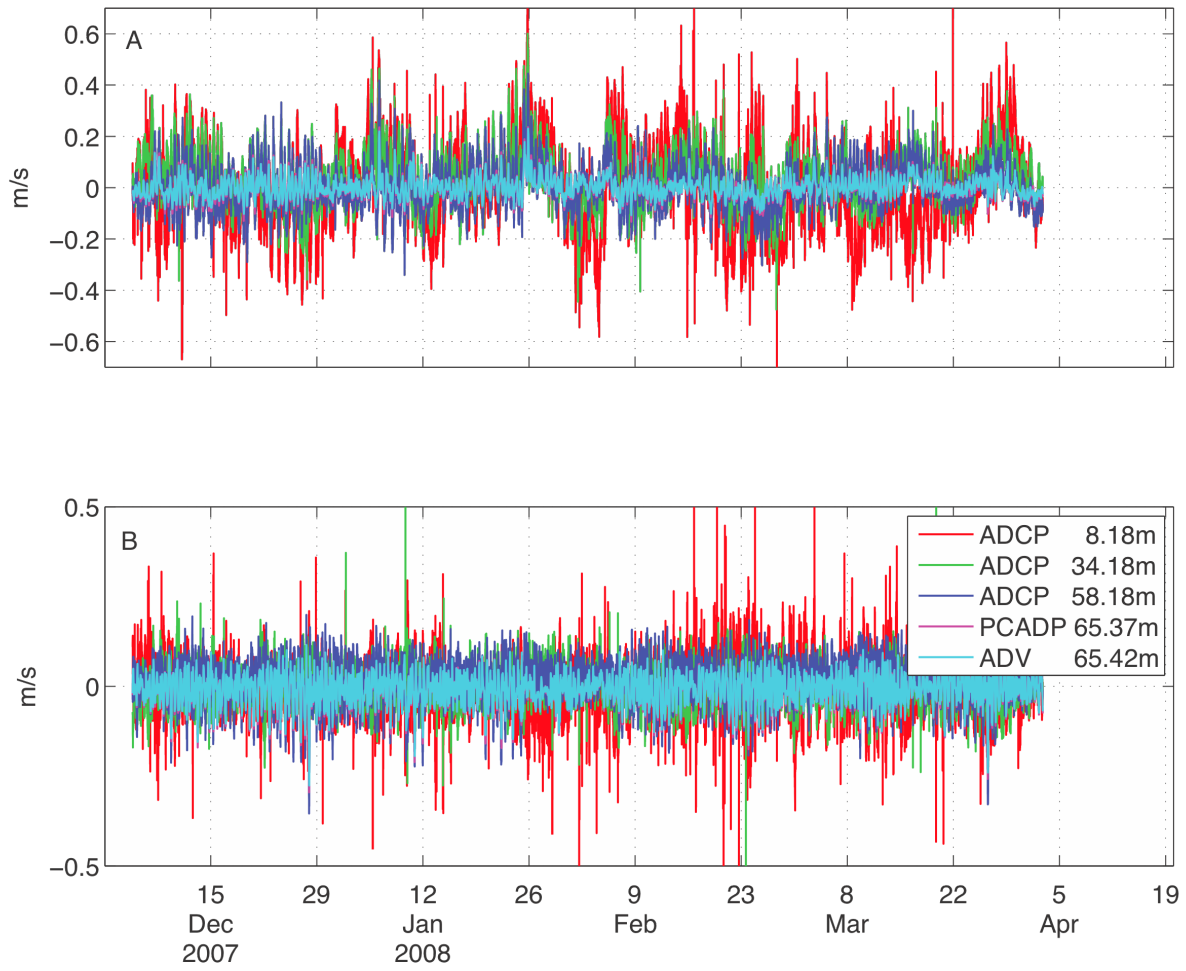 A
0.6
0.4
0.2
0
−0.2
−0.4
−0.6
m/s
B
0.5
0
−0.5
m/s
ADCP 8.18m
ADCP 34.18m
ADCP 58.18m
PCADP 65.37m
ADV 65.42m
15 29 12 26 9 23 8 22 5 19
Dec Jan Feb Mar Apr
2007 2008